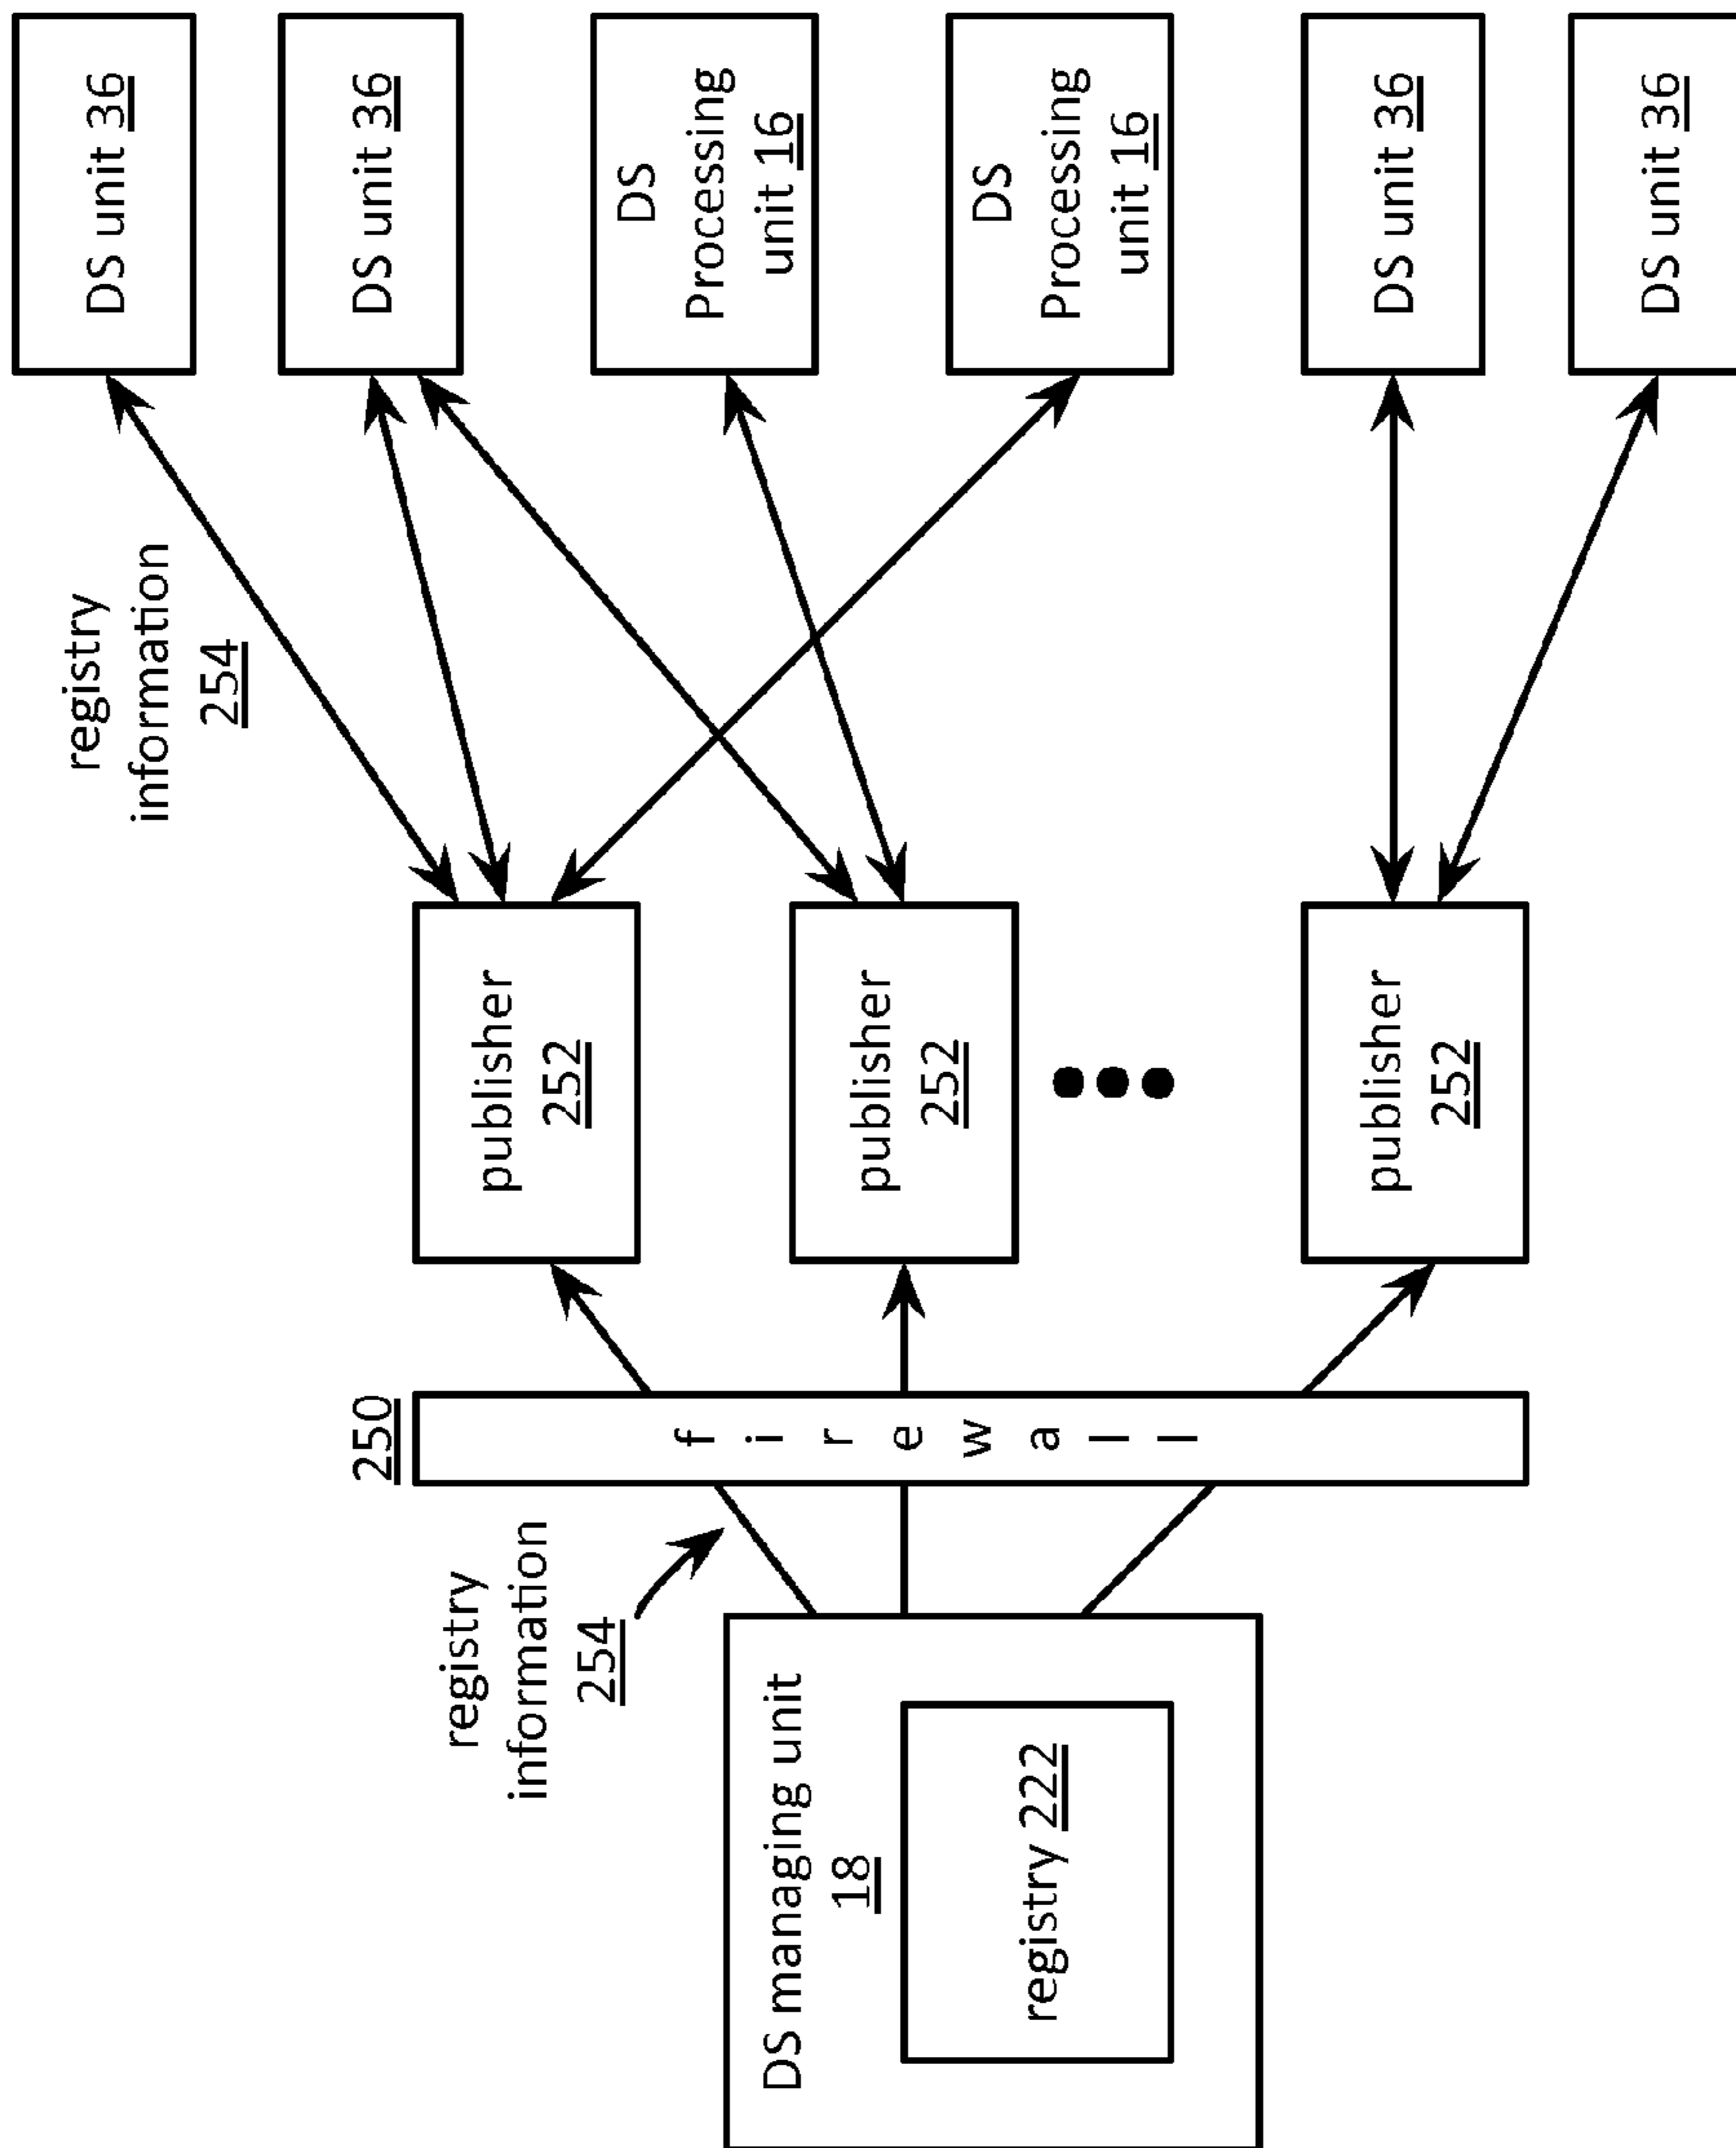 DS managing unit
18
registry 222
registry
information
254
250
f i r e w a l l
publisher
252
publisher
252
publisher
252
registry
information
254
DS unit 36
DS unit 36
DS
Processing
unit 16
DS
Processing
unit 16
DS unit 36
DS unit 36